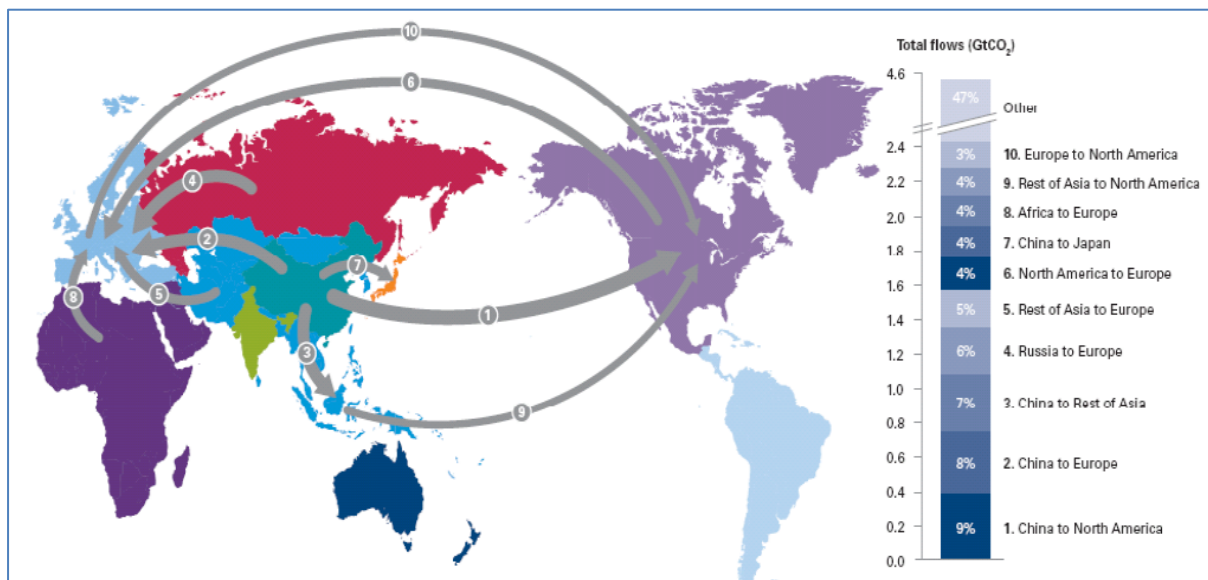 Total flows (GtCO₂)
4.6
47%
Other
2.4
3%
10. Europe to North America
2.2
4%
9. Rest of Asia to North America
2.0
4%
8. Africa to Europe
1.8
4%
7. China to Japan
4%
6. North America to Europe
1.6
5%
5. Rest of Asia to Europe
1.4
1.2
6%
4. Russia to Europe
1.0
7%
3. China to Rest of Asia
0.8
0.6
8%
2. China to Europe
0.4
0.2
9%
1. China to North America
0.0
10
6
4
2
7
5
8
1
3
9